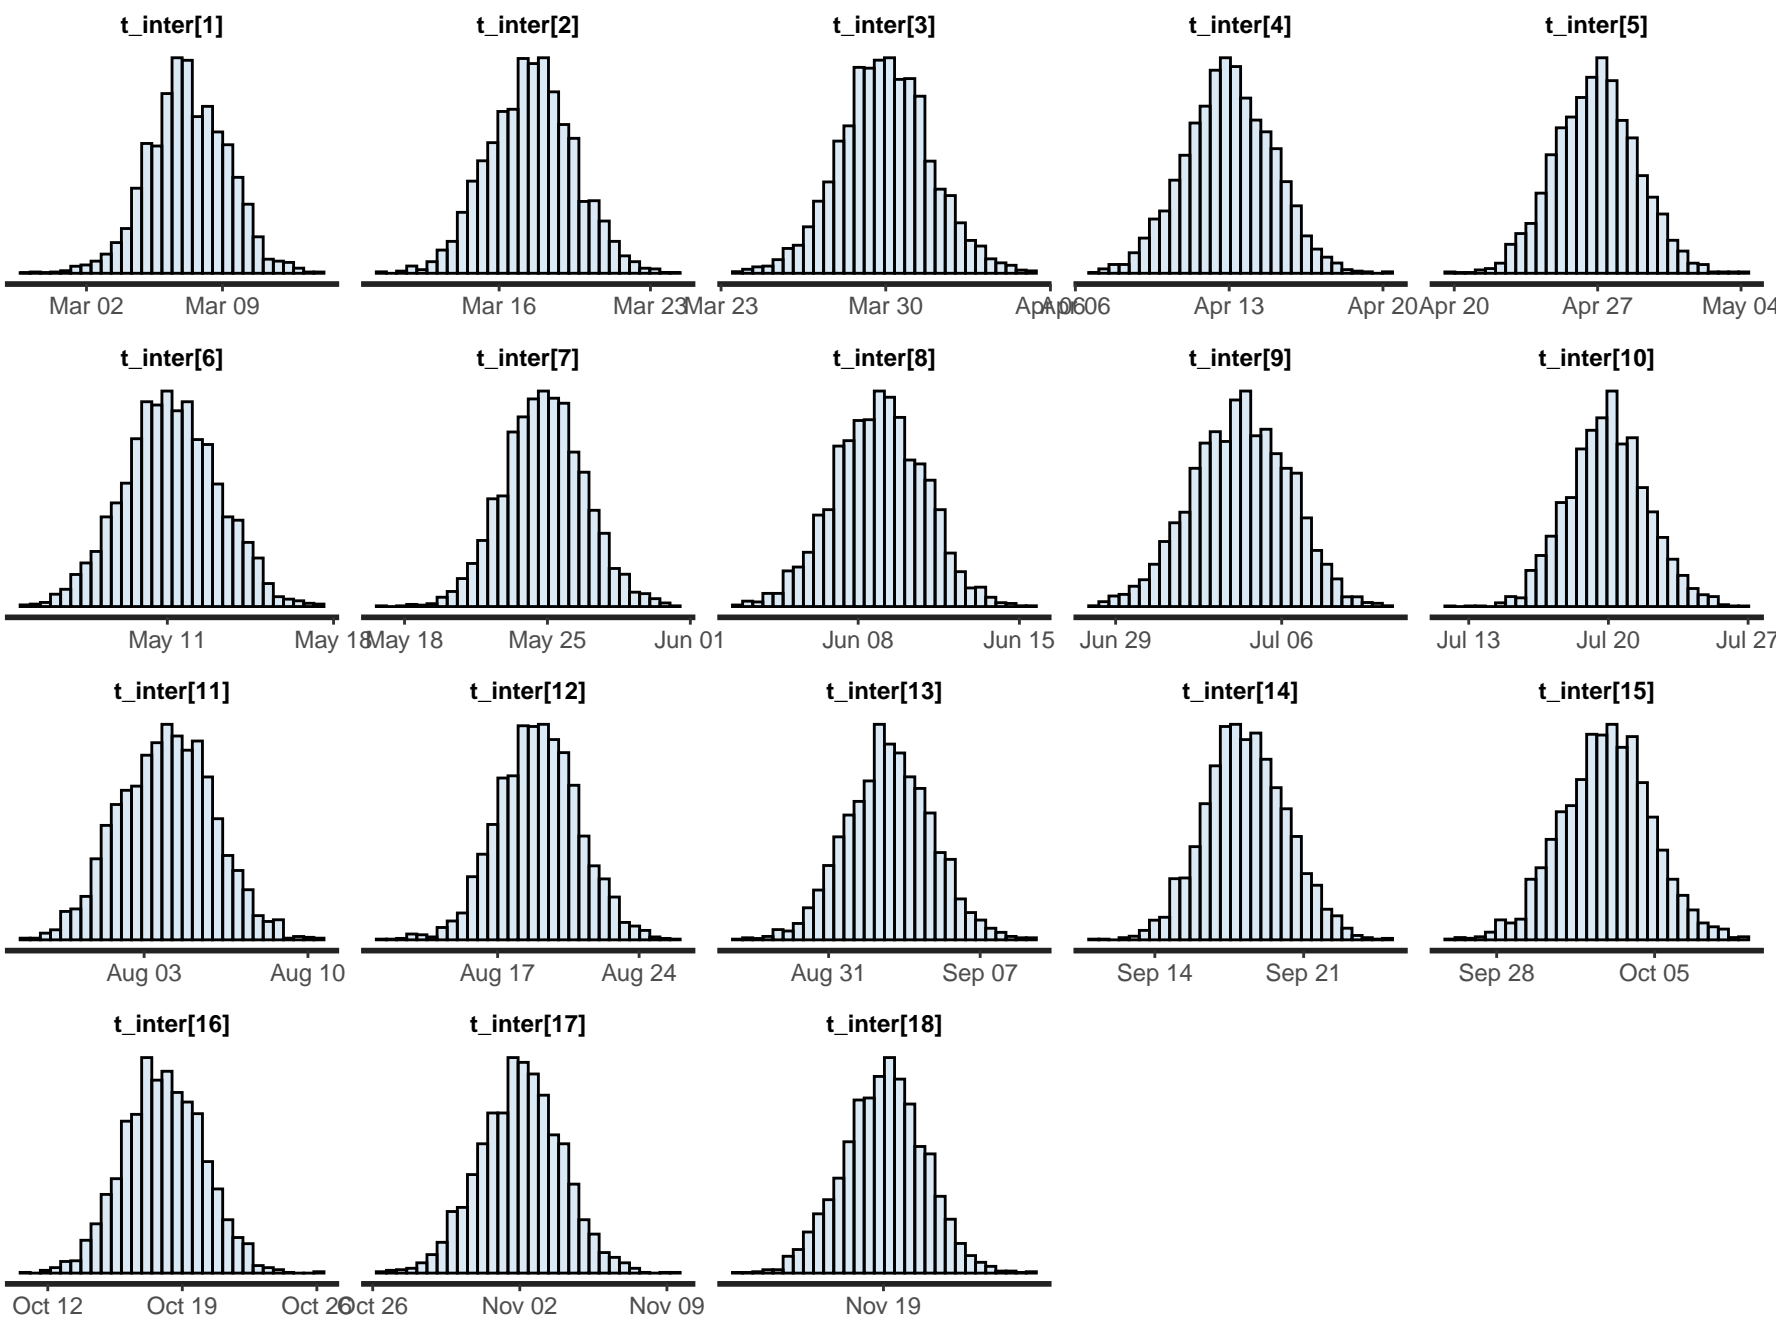 t_inter[1] t_inter[2] t_inter[3] t_inter[4] t_inter[5]
Mar 02 Mar 09 Mar 16 Mar 23 Mar 23 Mar 30 Apr 06 Apr 06 Apr 13 Apr 20 Apr 20 Apr 27 May 04
t_inter[6] t_inter[7] t_inter[8] t_inter[9] t_inter[10]
May 11 May 18 May 18 May 25 Jun 01 Jun 08 Jun 15 Jun 29 Jul 06 Jul 13 Jul 20 Jul 27
t_inter[11] t_inter[12] t_inter[13] t_inter[14] t_inter[15]
Aug 03 Aug 10 Aug 17 Aug 24 Aug 31 Sep 07 Sep 14 Sep 21 Sep 28 Oct 05
t_inter[16] t_inter[17] t_inter[18]
Oct 12 Oct 19 Oct 26 Oct 26 Nov 02 Nov 09 Nov 19